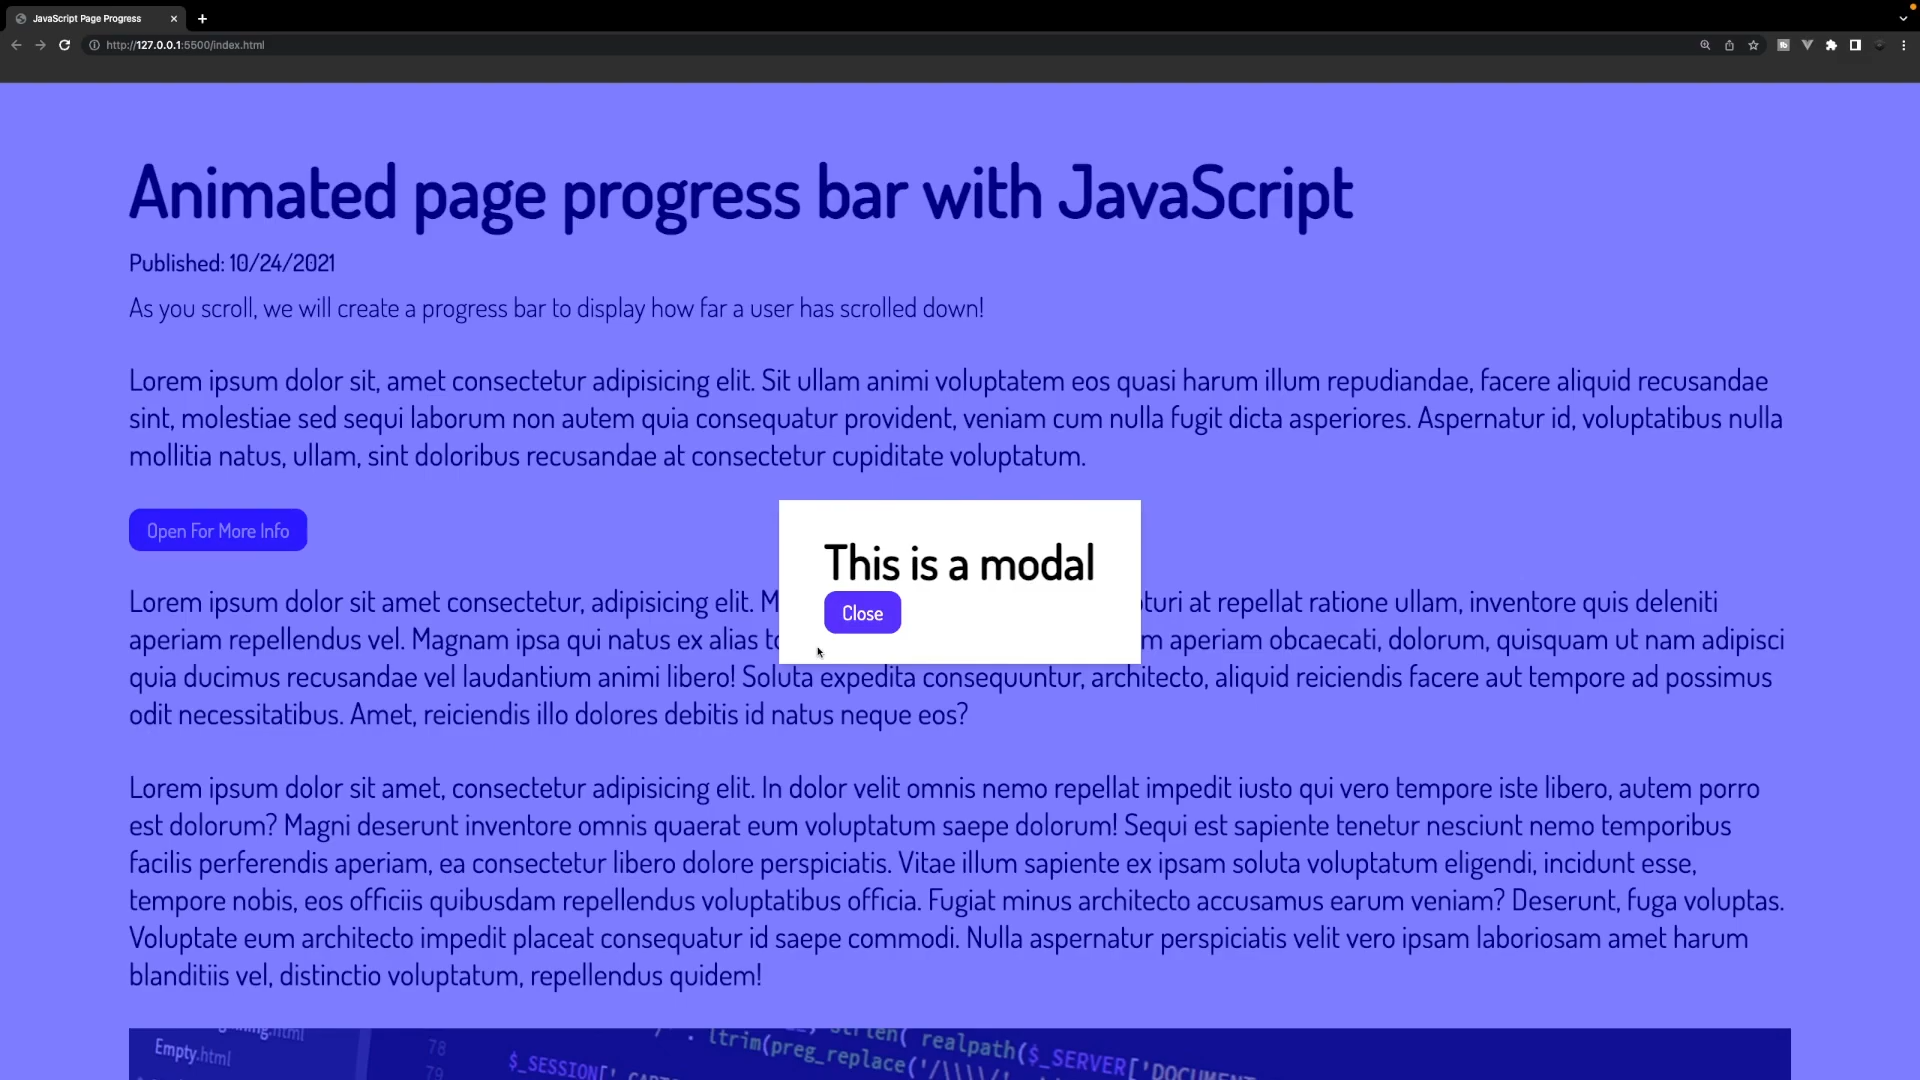 JavaScript Page Progress
http://127.0.0.1:5500/index.html
Animated page progress bar with JavaScript
Published: 10/24/2021
As you scroll, we will create a progress bar to display how far a user has scrolled down!
Lorem ipsum dolor sit, amet consectetur adipisicing elit. Sit ullam animi voluptatem eos quasi harum illum repudiandae, facere aliquid recusandae
sint, molestiae sed sequi laborum non autem quia consequatur provident, veniam cum nulla fugit dicta asperiores. Aspernatur id, voluptatibus nulla
mollitia natus, ullam, sint doloribus recusandae at consectetur cupiditate voluptatum.
Open For More Info
This is a modal
Close
Lorem ipsum dolor sit amet consectetur, adipisicing elit. M turi at repellat ratione ullam, inventore quis deleniti
aperiam repellendus vel. Magnam ipsa qui natus ex alias m aperiam obcaecati, dolorum, quisquam ut nam adipisci
quia ducimus recusandae vel laudantium animi libero! Soluta expedita consequuntur, architecto, aliquid reiciendis facere aut tempore ad possimus
odit necessitatibus. Amet, reiciendis illo dolores debitis id natus neque eos?
Lorem ipsum dolor sit amet, consectetur adipisicing elit. In dolor velit omnis nemo repellat impedit iusto qui vero tempore iste libero, autem porro
est dolorum? Magni deserunt inventore omnis quaerat eum voluptatum saepe dolorum! Sequi est sapiente tenetur nesciunt nemo temporibus
facilis perferendis aperiam, ea consectetur libero dolore perspiciatis. Vitae illum sapiente ex ipsam soluta voluptatum eligendi, incidunt esse,
tempore nobis, eos officiis quibusdam repellendus voluptatibus officia. Fugiat minus architecto accusamus earum veniam? Deserunt, fuga voluptas.
Voluptate eum architecto impedit placeat consequatur id saepe commodi. Nulla aspernatur perspiciatis velit vero ipsam laboriosam amet harum
blanditiis vel, distinctio voluptatum, repellendus quidem!
Empty.html
78 ltrim(preg_replace('/\\\\/' realpath($_SERVER['DOCUMENT
79 $_SESSION['